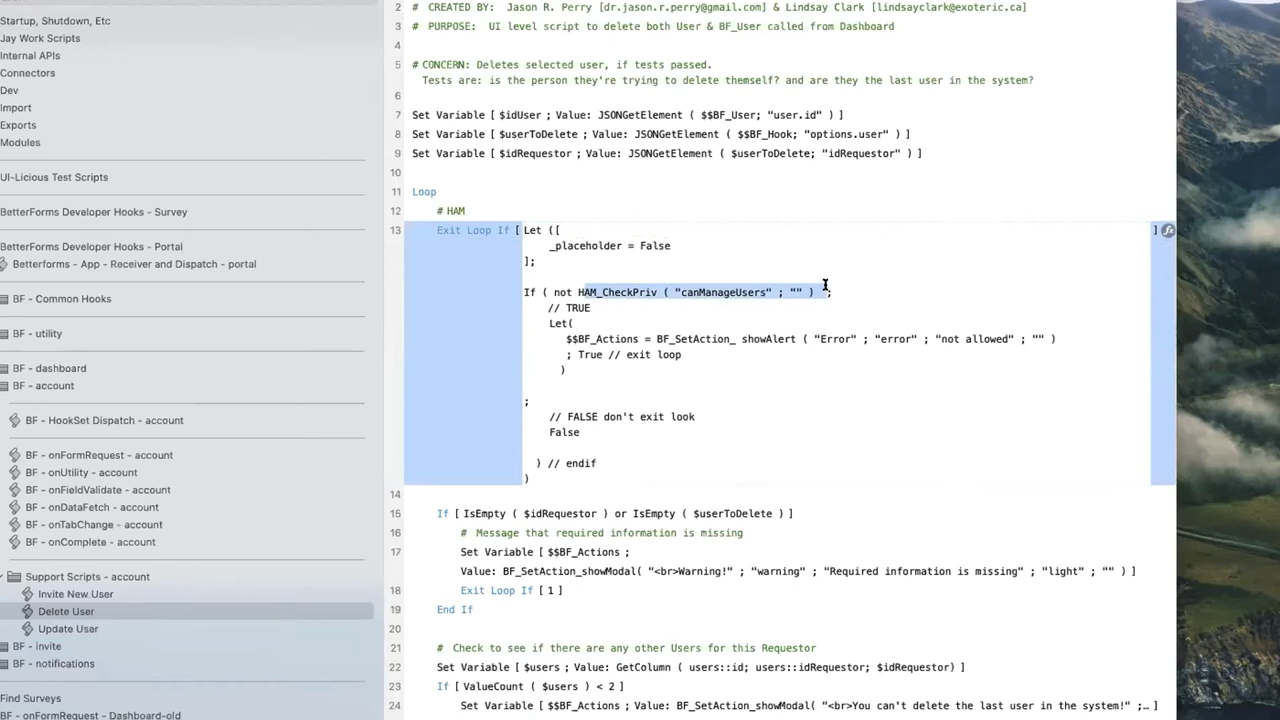 Startup, Shutdown, Etc
Jay Work Scripts
Internal APIs
Connectors
Dev
Import
Exports
Modules
UI-Licious Test Scripts
BetterForms Developer Hooks - Survey
BetterForms Developer Hooks - Portal
Betterforms - App - Receiver and Dispatch - portal
BF - Common Hooks
BF - utility
BF - dashboard
BF - account
BF - HookSet Dispatch - account
BF - onFormRequest - account
BF - onUtility - account
BF - onFieldValidate - account
BF - onDataFetch - account
BF - onTabChange - account
BF - onComplete - account
Support Scripts - account
Invite New User
Delete User
Update User
BF - invite
BF - notifications
Find Surveys
BF - onFormRequest - Dashboard-old
2 # CREATED BY: Jason R. Perry [dr.jason.r.perry@gmail.com] & Lindsay Clark [lindsayclark@exoteric.ca]
3 # PURPOSE: UI level script to delete both User & BF_User called from Dashboard
4
5 # CONCERN: Deletes selected user, if tests passed.
Tests are: is the person they're trying to delete themself? and are they the last user in the system?
6
7 Set Variable [ $idUser ; Value: JSONGetElement ( $$BF_User; "user.id" ) ]
8 Set Variable [ $userToDelete ; Value: JSONGetElement ( $$BF_Hook; "options.user" ) ]
9 Set Variable [ $idRequestor ; Value: JSONGetElement ( $userToDelete; "idRequestor" ) ]
10
11 Loop
12 # HAM
13 Exit Loop If [ Let ([ ]
_placeholder = False
];
If ( not HAM_CheckPriv ( "canManageUsers" ; "" ) ;
// TRUE
Let(
$$BF_Actions = BF_SetAction_ showAlert ( "Error" ; "error" ; "not allowed" ; "" )
; True // exit loop
)
;
// FALSE don't exit look
False
) // endif
)
14
15 If [ IsEmpty ( $idRequestor ) or IsEmpty ( $userToDelete ) ]
16 # Message that required information is missing
17 Set Variable [ $$BF_Actions ;
Value: BF_SetAction_showModal( "<br>Warning!" ; "warning" ; "Required information is missing" ; "light" ; "" ) ]
18 Exit Loop If [ 1 ]
19 End If
20
21 # Check to see if there are any other Users for this Requestor
22 Set Variable [ $users ; Value: GetColumn ( users::id; users::idRequestor; $idRequestor) ]
23 If [ ValueCount ( $users ) < 2 ]
24 Set Variable [ $$BF_Actions ; Value: BF_SetAction_showModal( "<br>You can't delete the last user in the system!" ;… ]